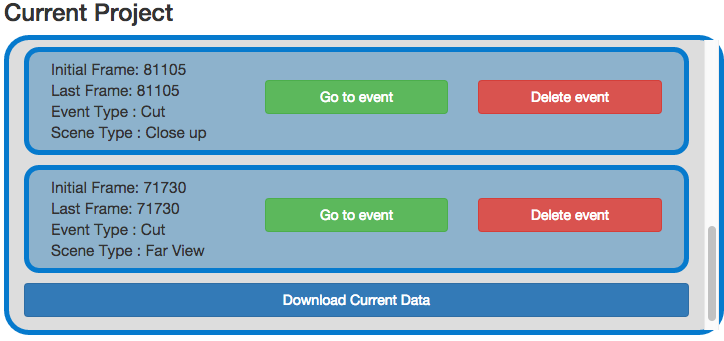 Current Project
Initial Frame: 81105
Last Frame: 81105
Event Type : Cut
Scene Type : Close up
Go to event
Delete event
Initial Frame: 71730
Last Frame: 71730
Event Type : Cut
Scene Type : Far View
Go to event
Delete event
Download Current Data